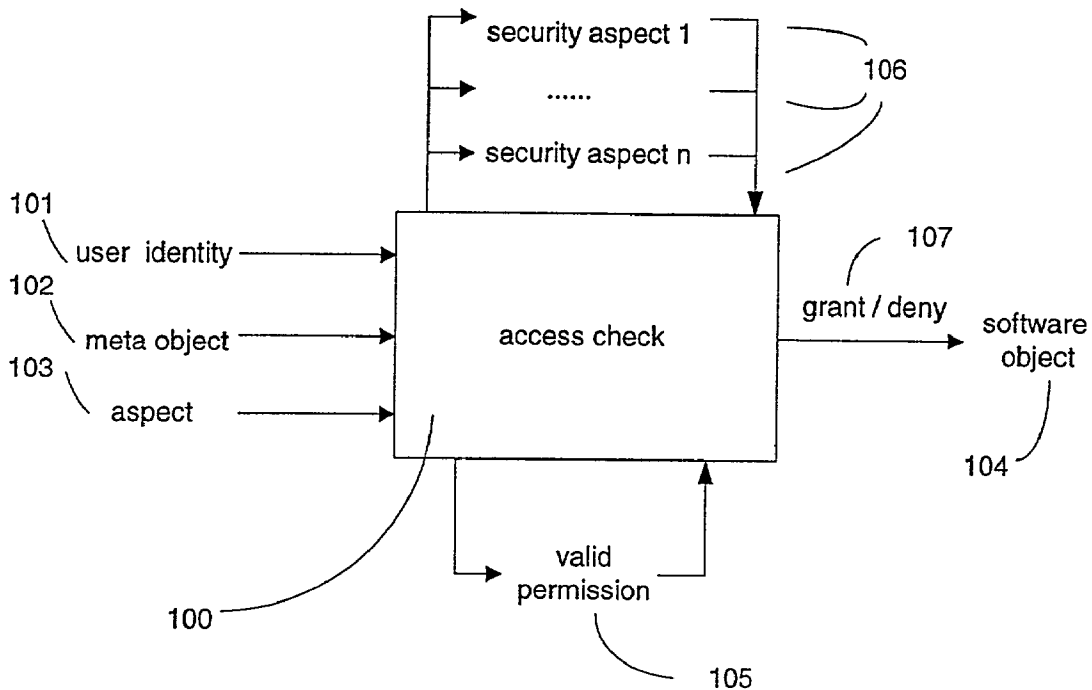 security aspect 1
......
security aspect n
106
101
user identity
102
meta object
103
aspect
access check
107
grant / deny
software
object
104
valid
permission
100
105